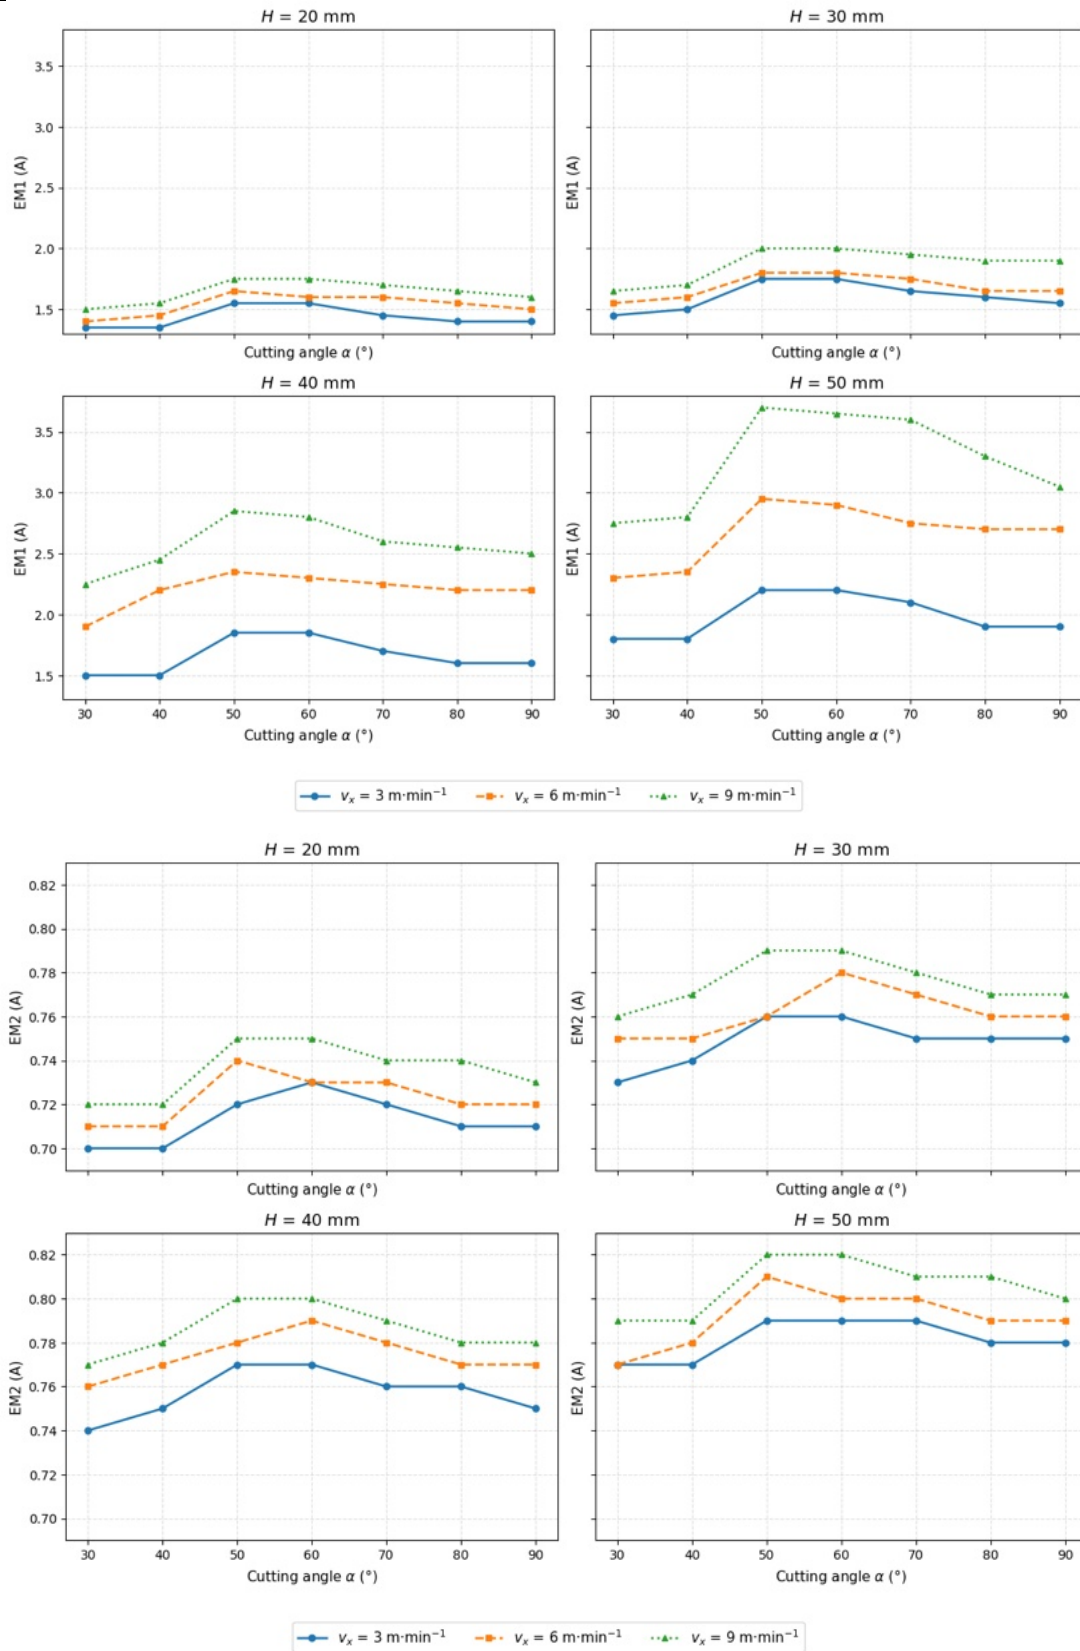 H = 20 mm
H = 30 mm
3.5
3.0
2.5
2.0
1.5
EM1 (A)
EM1 (A)
Cutting angle α (°)
Cutting angle α (°)
H = 40 mm
H = 50 mm
3.5
3.0
2.5
2.0
1.5
EM1 (A)
EM1 (A)
30 40 50 60 70 80 90
30 40 50 60 70 80 90
Cutting angle α (°)
Cutting angle α (°)
vₓ = 3 m·min⁻¹ vₓ = 6 m·min⁻¹ vₓ = 9 m·min⁻¹
H = 20 mm
H = 30 mm
0.82
0.80
0.78
0.76
0.74
0.72
0.70
EM2 (A)
EM2 (A)
Cutting angle α (°)
Cutting angle α (°)
H = 40 mm
H = 50 mm
0.82
0.80
0.78
0.76
0.74
0.72
0.70
EM2 (A)
EM2 (A)
30 40 50 60 70 80 90
30 40 50 60 70 80 90
Cutting angle α (°)
Cutting angle α (°)
vₓ = 3 m·min⁻¹ vₓ = 6 m·min⁻¹ vₓ = 9 m·min⁻¹